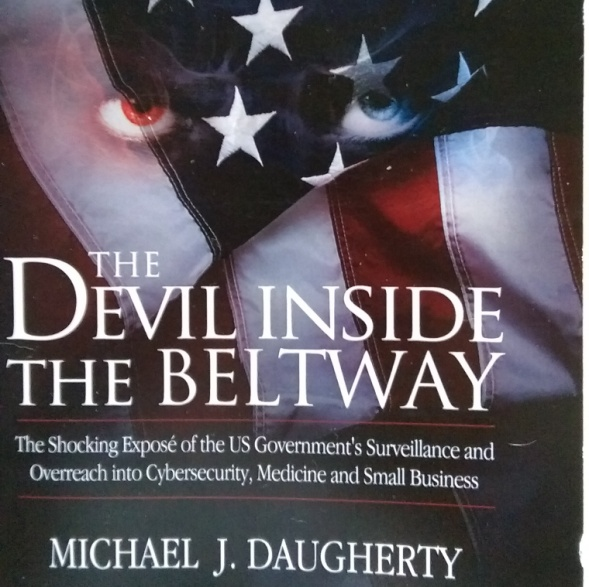 THE
DEVIL INSIDE
THE BELTWAY
The Shocking Exposé of the US Government's Surveillance and
Overreach into Cybersecurity, Medicine and Small Business
MICHAEL J. DAUGHERTY